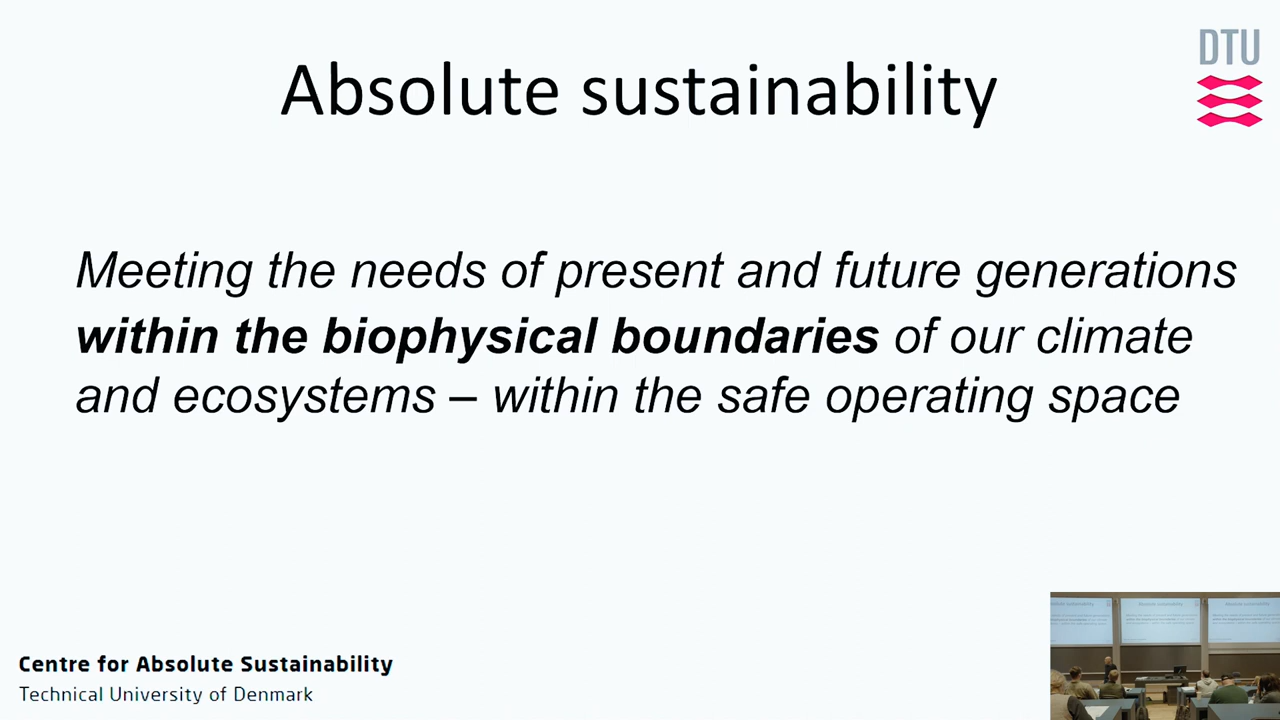 DTU
Absolute sustainability
Meeting the needs of present and future generations
within the biophysical boundaries of our climate
and ecosystems – within the safe operating space
Centre for Absolute Sustainability
Technical University of Denmark